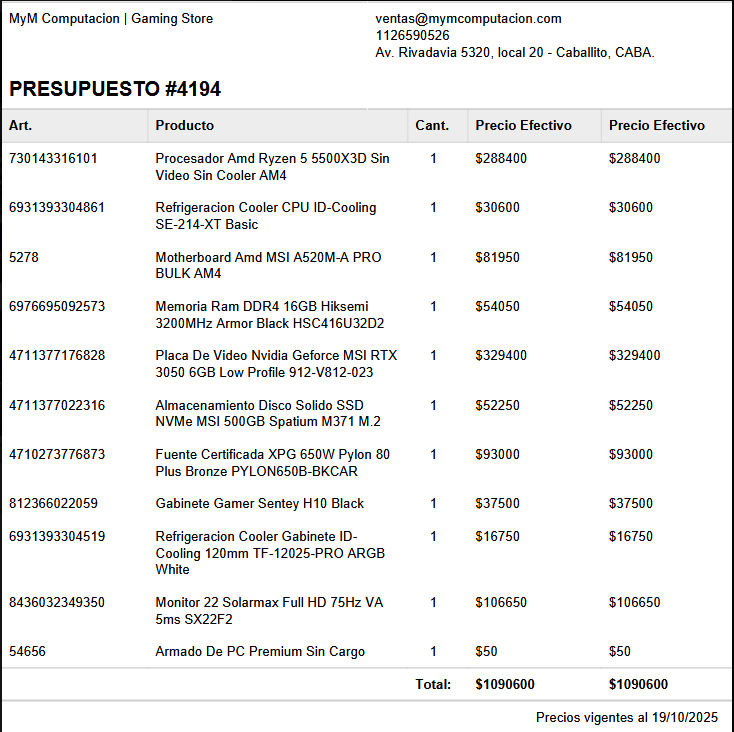 MyM Computacion | Gaming Store
ventas@mymcomputacion.com
1126590526
Av. Rivadavia 5320, local 20 - Caballito, CABA.
PRESUPUESTO #4194
Art. Producto Cant. Precio Efectivo Precio Efectivo
730143316101 Procesador Amd Ryzen 5 5500X3D Sin 1 $288400 $288400
Video Sin Cooler AM4
6931393304861 Refrigeracion Cooler CPU ID-Cooling 1 $30600 $30600
SE-214-XT Basic
5278 Motherboard Amd MSI A520M-A PRO 1 $81950 $81950
BULK AM4
6976695092573 Memoria Ram DDR4 16GB Hiksemi 1 $54050 $54050
3200MHz Armor Black HSC416U32D2
4711377176828 Placa De Video Nvidia Geforce MSI RTX 1 $329400 $329400
3050 6GB Low Profile 912-V812-023
4711377022316 Almacenamiento Disco Solido SSD 1 $52250 $52250
NVMe MSI 500GB Spatium M371 M.2
4710273776873 Fuente Certificada XPG 650W Pylon 80 1 $93000 $93000
Plus Bronze PYLON650B-BKCAR
812366022059 Gabinete Gamer Sentey H10 Black 1 $37500 $37500
6931393304519 Refrigeracion Cooler Gabinete ID- 1 $16750 $16750
Cooling 120mm TF-12025-PRO ARGB
White
8436032349350 Monitor 22 Solarmax Full HD 75Hz VA 1 $106650 $106650
5ms SX22F2
54656 Armado De PC Premium Sin Cargo 1 $50 $50
Total: $1090600 $1090600
Precios vigentes al 19/10/2025